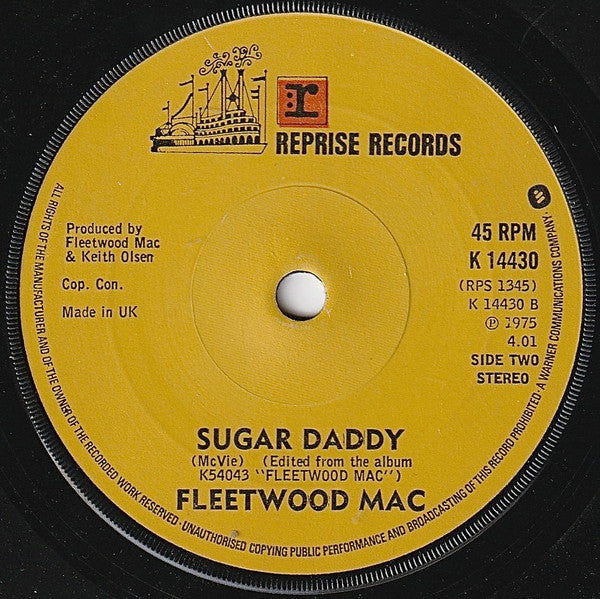 r
REPRISE RECORDS
Produced by
Fleetwood Mac
& Keith Olsen
Cop. Con.
Made in UK
45 RPM
K 14430
(RPS 1345)
K 14430 B
℗ 1975
4.01
SIDE TWO
STEREO
SUGAR DADDY
(McVie) (Edited from the album
K54043 "FLEETWOOD MAC")
FLEETWOOD MAC
ALL RIGHTS OF THE MANUFACTURER AND OF THE OWNER OF THE RECORDED WORK RESERVED·UNAUTHORISED COPYING PUBLIC PERFORMANCE AND BROADCASTING OF THIS RECORD PROHIBITED·A WARNER COMMUNICATIONS COMPANY·